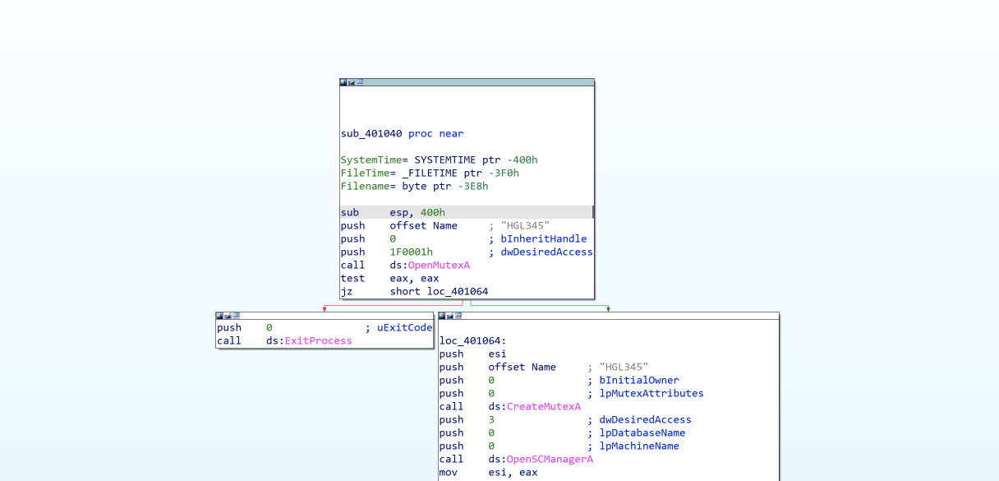 sub_401040 proc near
SystemTime= SYSTEMTIME ptr -400h
FileTime= _FILETIME ptr -3F0h
Filename= byte ptr -3E8h
sub     esp, 400h
push    offset Name     ; "HGL345"
push    0               ; bInheritHandle
push    1F0001h         ; dwDesiredAccess
call    ds:OpenMutexA
test    eax, eax
jz      short loc_401064
push    0               ; uExitCode
call    ds:ExitProcess
loc_401064:
push    esi
push    offset Name     ; "HGL345"
push    0               ; bInitialOwner
push    0               ; lpMutexAttributes
call    ds:CreateMutexA
push    3               ; dwDesiredAccess
push    0               ; lpDatabaseName
push    0               ; lpMachineName
call    ds:OpenSCManagerA
mov     esi, eax